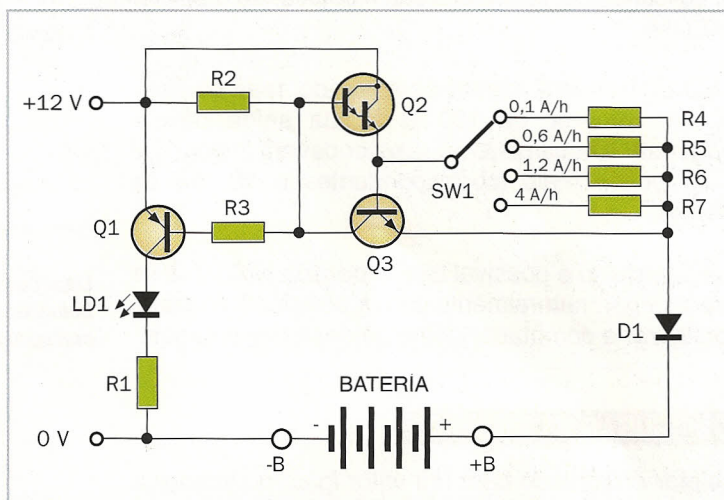 +12 V
R2
Q2
0,1 A/h
R4
0,6 A/h
R5
1,2 A/h
R6
4 A/h
R7
SW1
Q1
R3
Q3
LD1
D1
R1
BATERÍA
0 V
-
+
-B
+B